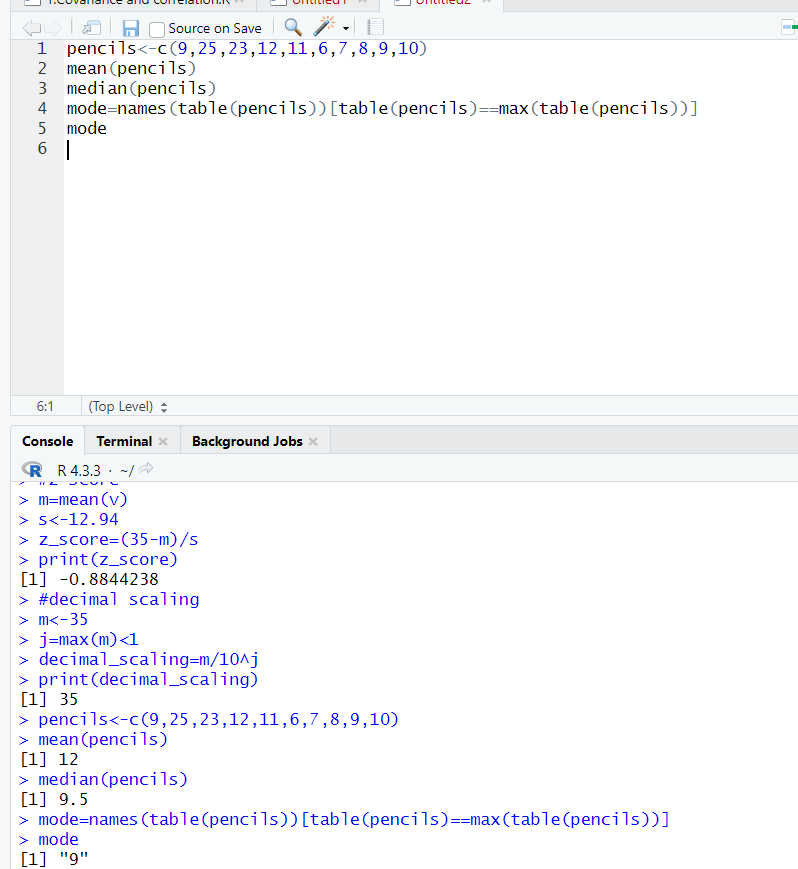 1.Covariance and correlation.R × Untitled1 × Untitled2 ×
Source on Save
1 pencils<-c(9,25,23,12,11,6,7,8,9,10)
2 mean(pencils)
3 median(pencils)
4 mode=names(table(pencils))[table(pencils)==max(table(pencils))]
5 mode
6
6:1 (Top Level)
Console Terminal × Background Jobs ×
R R 4.3.3 · ~/
> #z score
> m=mean(v)
> s<-12.94
> z_score=(35-m)/s
> print(z_score)
[1] -0.8844238
> #decimal scaling
> m<-35
> j=max(m)<1
> decimal_scaling=m/10^j
> print(decimal_scaling)
[1] 35
> pencils<-c(9,25,23,12,11,6,7,8,9,10)
> mean(pencils)
[1] 12
> median(pencils)
[1] 9.5
> mode=names(table(pencils))[table(pencils)==max(table(pencils))]
> mode
[1] "9"